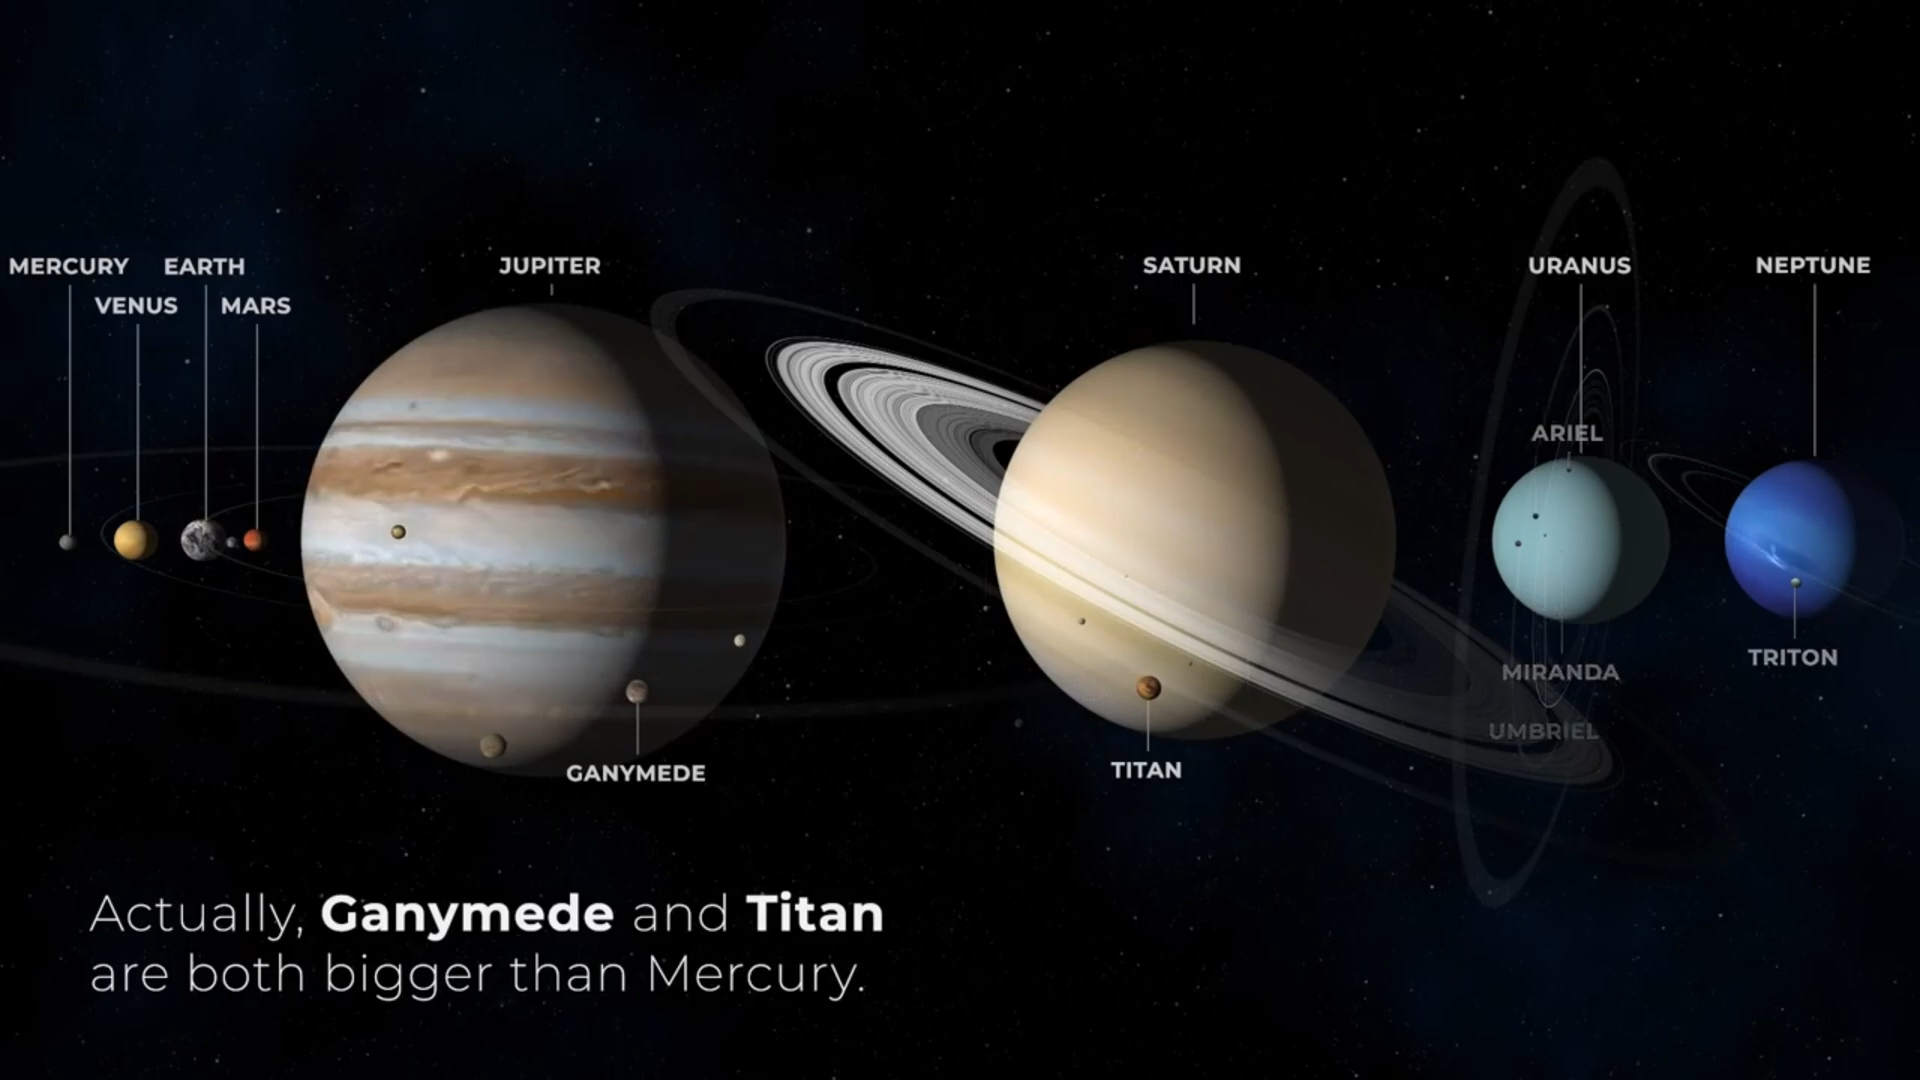 MERCURY
EARTH
JUPITER
SATURN
URANUS
NEPTUNE
VENUS
MARS
ARIEL
TRITON
MIRANDA
UMBRIEL
TITAN
GANYMEDE
Actually, Ganymede and Titan
are both bigger than Mercury.